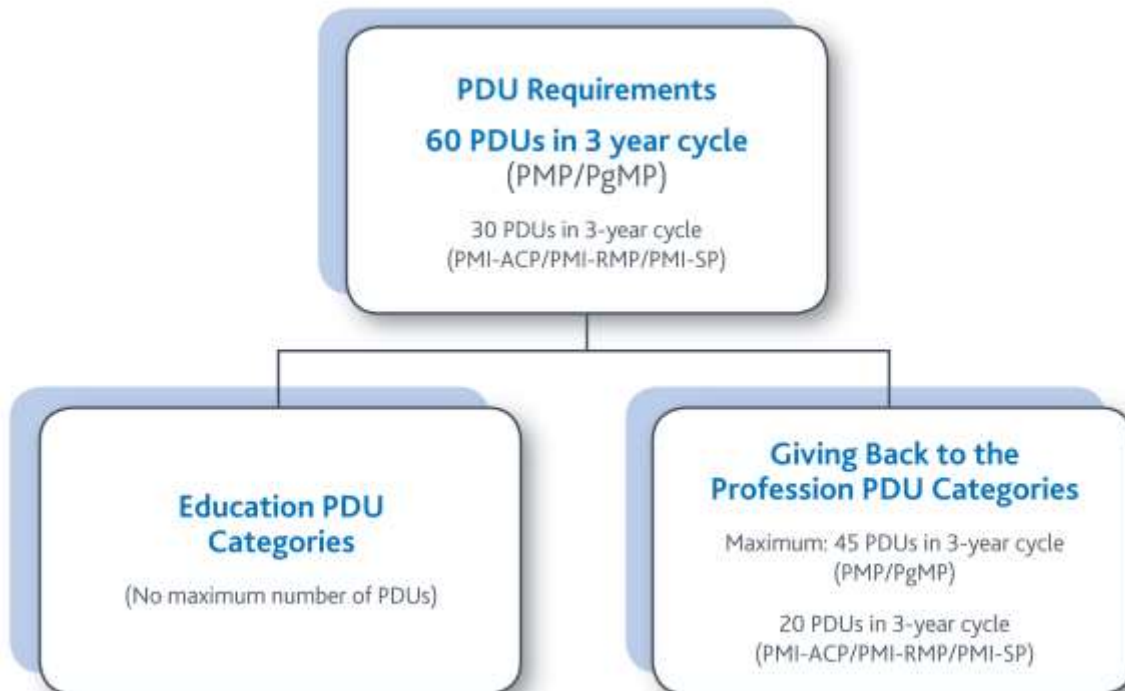 PDU Requirements
60 PDUs in 3 year cycle
(PMP/PgMP)
30 PDUs in 3-year cycle
(PMI-ACP/PMI-RMP/PMI-SP)
Education PDU
Categories
(No maximum number of PDUs)
Giving Back to the
Profession PDU Categories
Maximum: 45 PDUs in 3-year cycle
(PMP/PgMP)
20 PDUs in 3-year cycle
(PMI-ACP/PMI-RMP/PMI-SP)